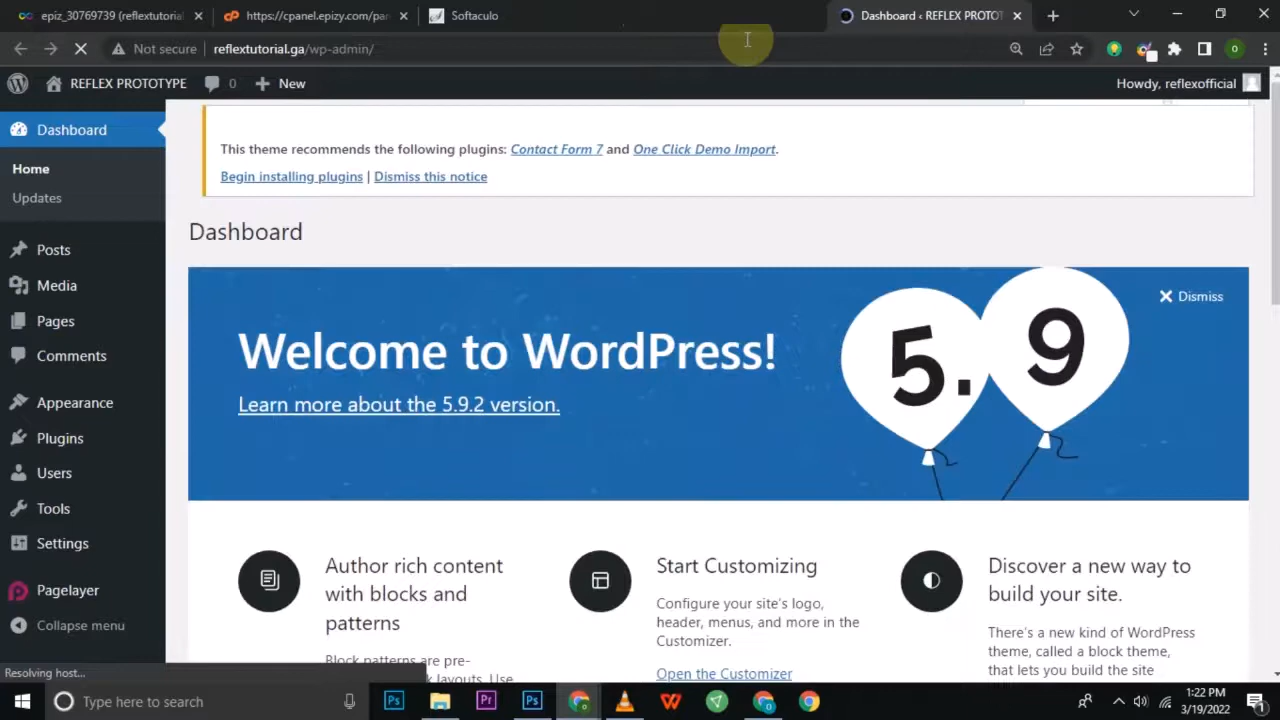 epiz_30769739 (reflextutorial
https://cpanel.epizy.com/pan
Softaculo
Dashboard ‹ REFLEX PROTOT
Not secure
reflextutorial.ga/wp-admin/
REFLEX PROTOTYPE
0
New
Howdy, reflexofficial
Dashboard
Home
Updates
Posts
Media
Pages
Comments
Appearance
Plugins
Users
Tools
Settings
Pagelayer
Collapse menu
This theme recommends the following plugins: Contact Form 7 and One Click Demo Import.
Begin installing plugins | Dismiss this notice
Dashboard
Welcome to WordPress!
Learn more about the 5.9.2 version.
5.9
Dismiss
Author rich content
with blocks and
patterns
Block patterns are pre-
k layouts. Use
Start Customizing
Configure your site's logo,
header, menus, and more in the
Customizer.
Open the Customizer
Discover a new way to
build your site.
There's a new kind of WordPress
theme, called a block theme,
that lets you build the site
Resolving host...
Type here to search
1:22 PM
3/19/2022